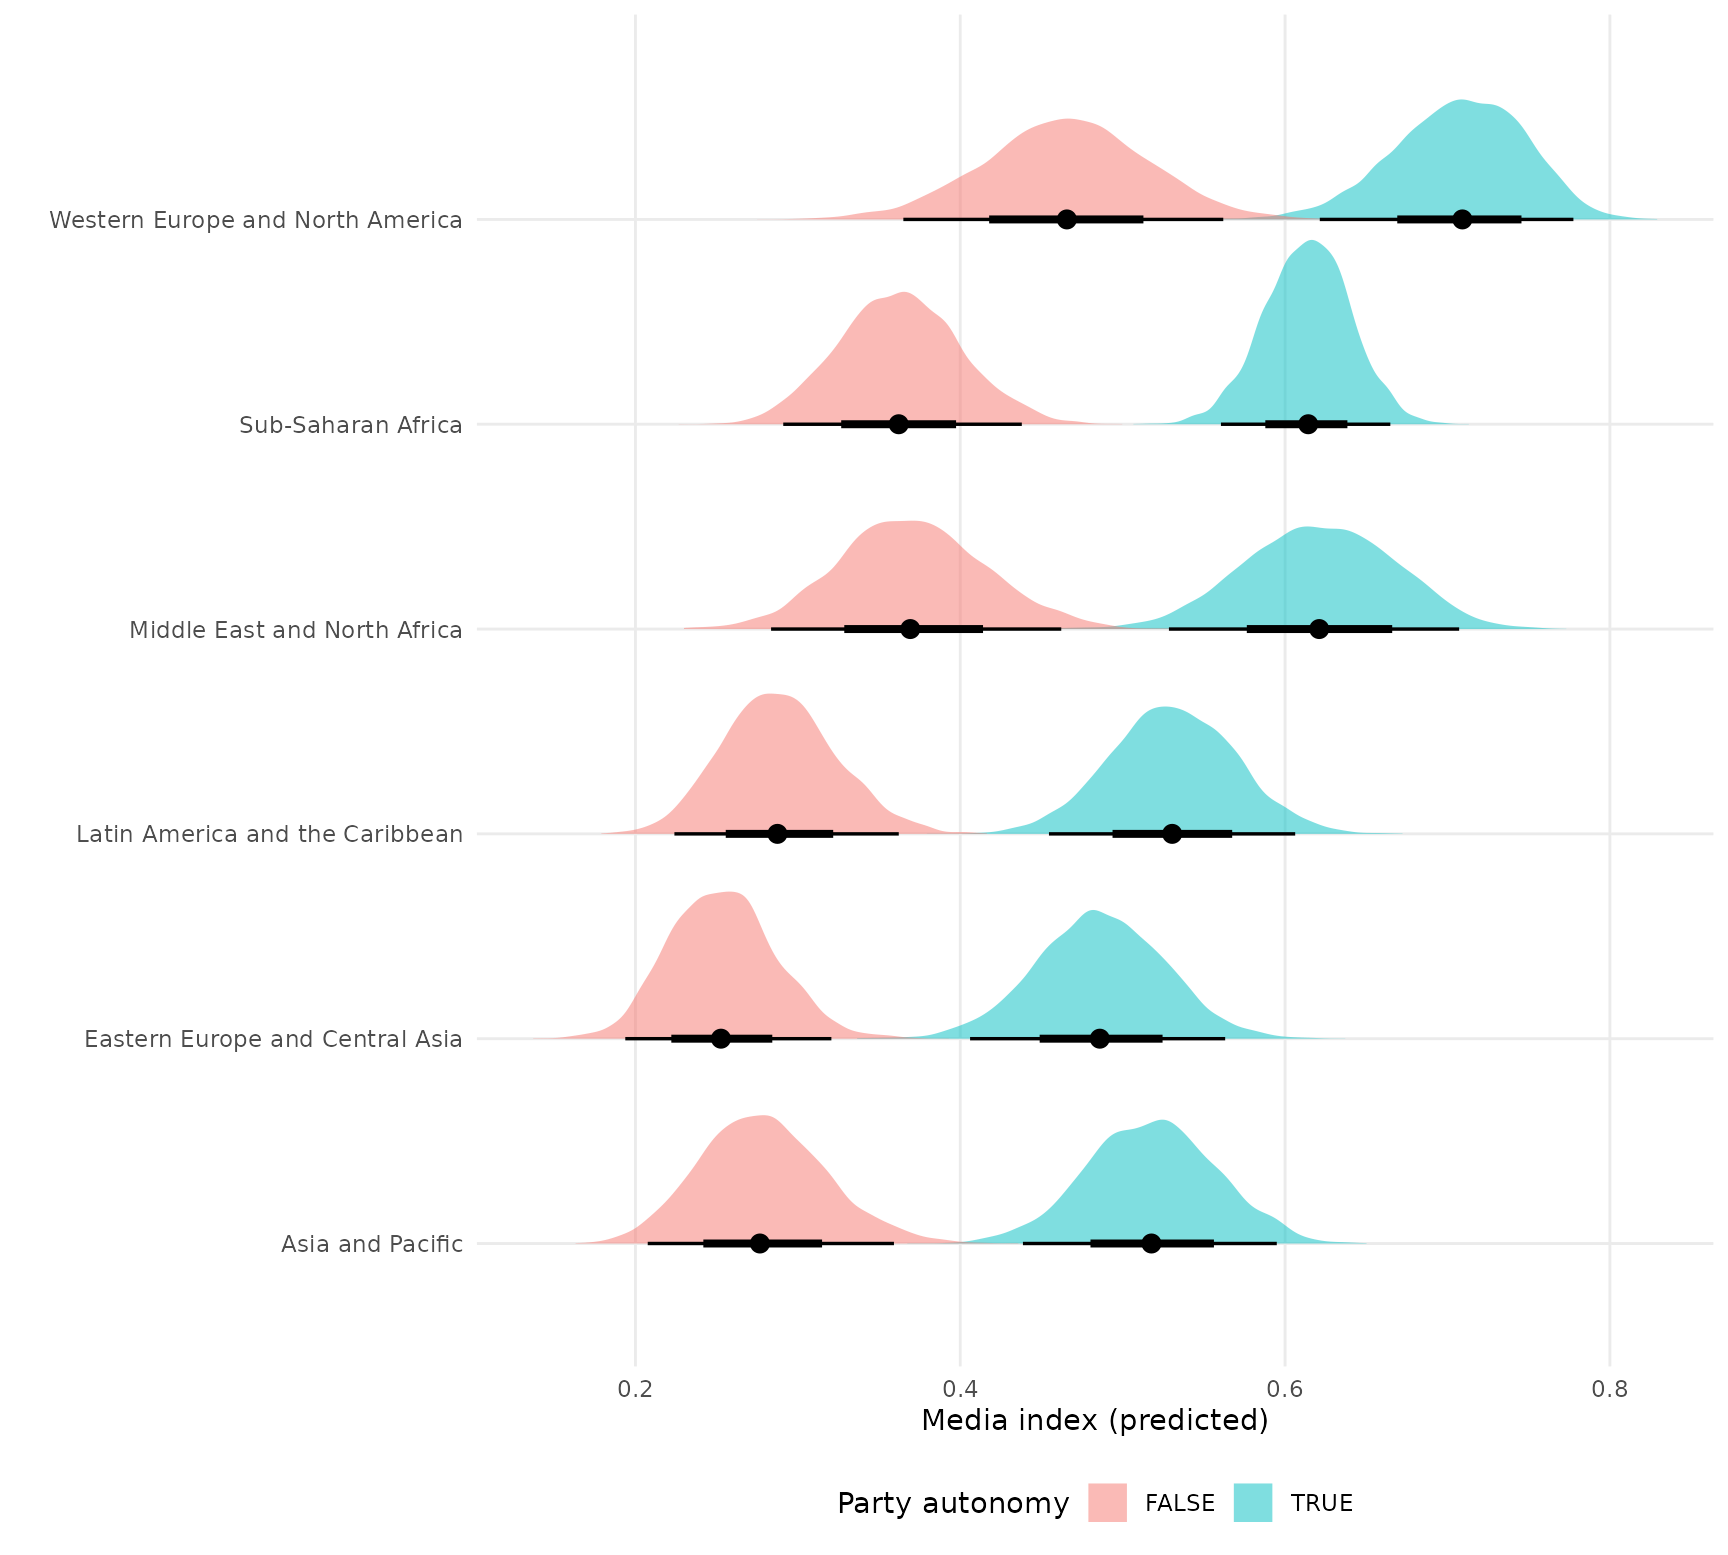 Western Europe and North America
Sub-Saharan Africa
Middle East and North Africa
Latin America and the Caribbean
Eastern Europe and Central Asia
Asia and Pacific
0.2 0.4 0.6 0.8
Media index (predicted)
Party autonomy FALSE TRUE